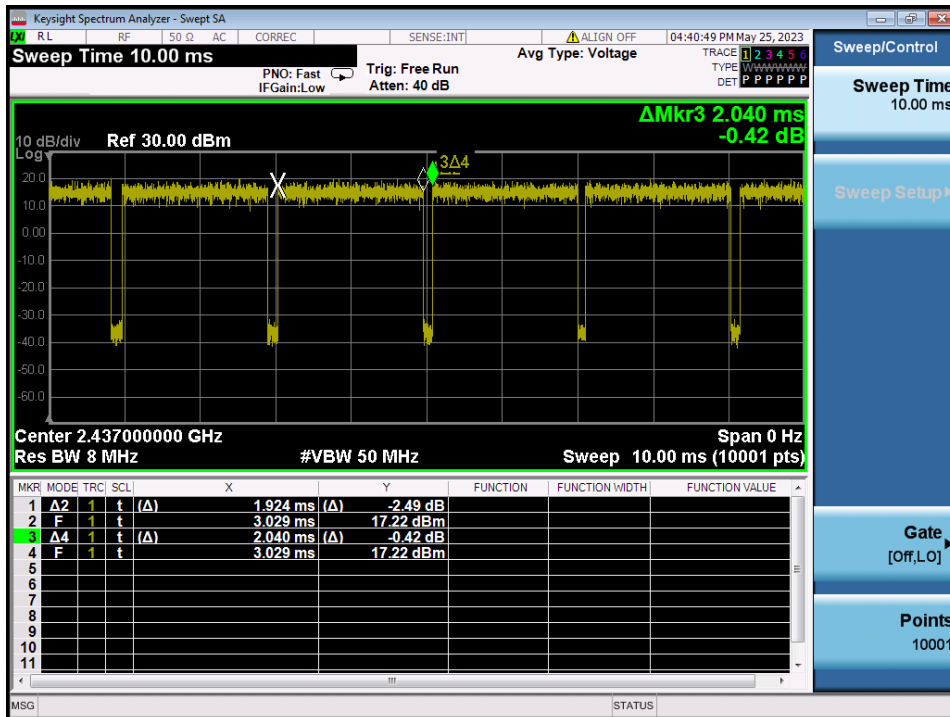 Keysight Spectrum Analyzer - Swept SA
LXI RL RF 50 Ω AC CORREC SENSE:INT ALIGN OFF 04:40:49 PM May 25, 2023
Sweep Time 10.00 ms
PNO: Fast
IFGain:Low
Trig: Free Run
Atten: 40 dB
Avg Type: Voltage
TRACE 1 2 3 4 5 6
TYPE WWWWWW
DET P P P P P P
ΔMkr3 2.040 ms
-0.42 dB
10 dB/div Ref 30.00 dBm
Log
3Δ4
20.0
10.0
0.00
-10.0
-20.0
-30.0
-40.0
-50.0
-60.0
X
Center 2.437000000 GHz Span 0 Hz
Res BW 8 MHz #VBW 50 MHz Sweep 10.00 ms (10001 pts)
MKR MODE TRC SCL X Y FUNCTION FUNCTION WIDTH FUNCTION VALUE
1 Δ2 1 t (Δ) 1.924 ms (Δ) -2.49 dB
2 F 1 t 3.029 ms 17.22 dBm
3 Δ4 1 t (Δ) 2.040 ms (Δ) -0.42 dB
4 F 1 t 3.029 ms 17.22 dBm
5
6
7
8
9
10
11
MSG STATUS
Sweep/Control
Sweep Time
10.00 ms
Sweep Setup
Gate
[Off,LO]
Points
10001